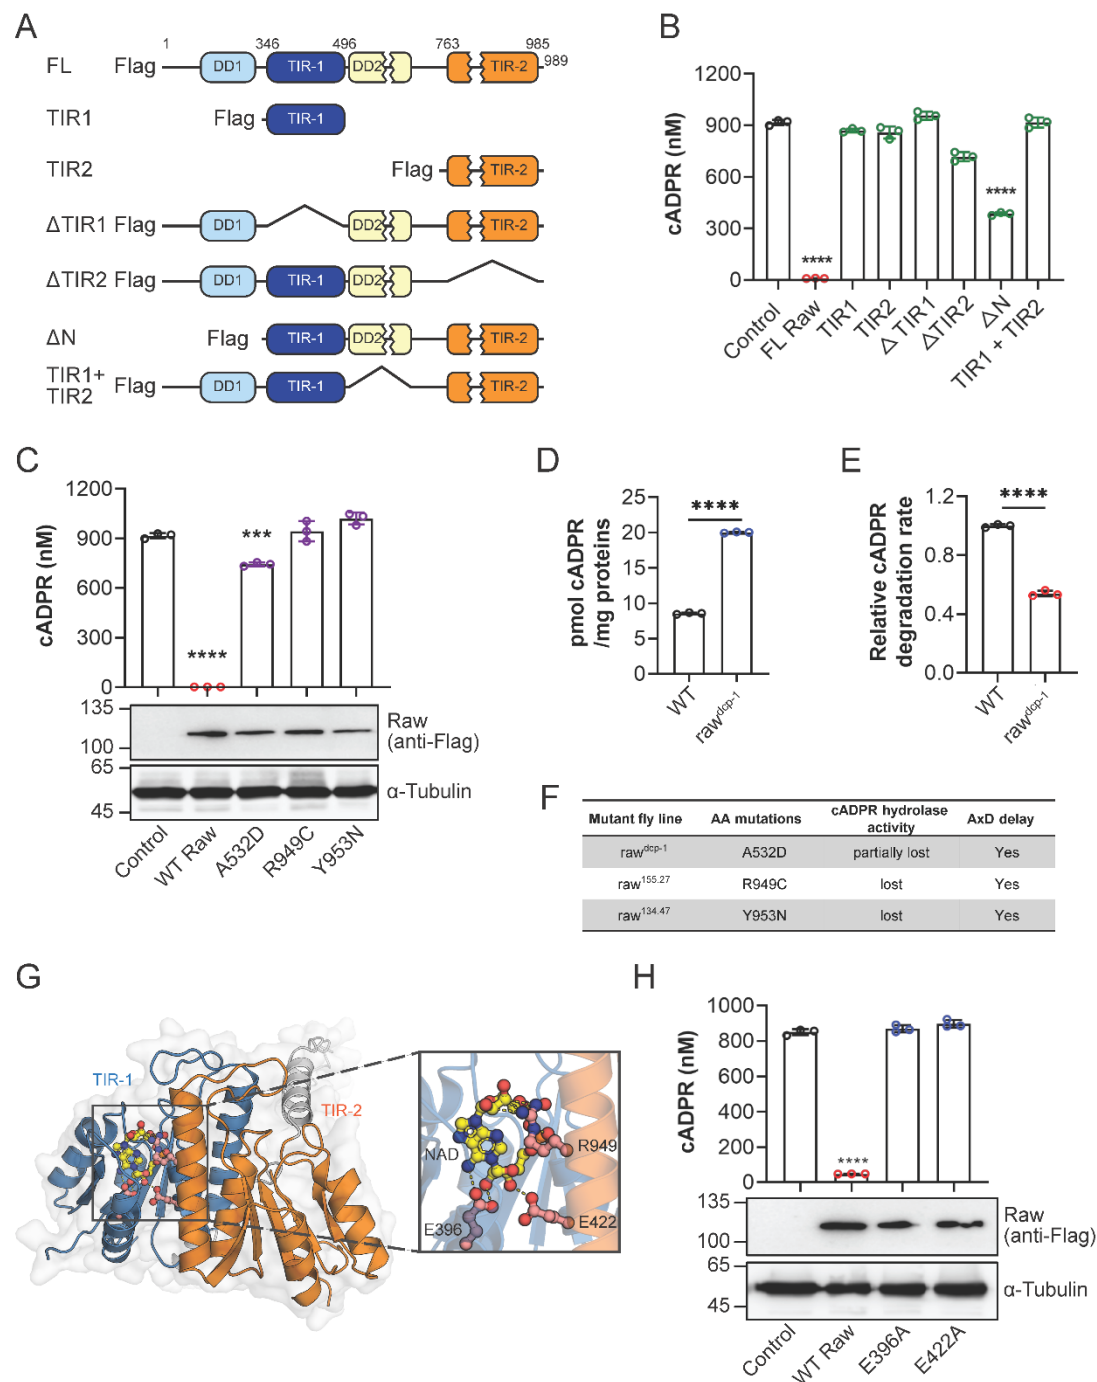 A
1 346 496 763 985
989
FL Flag DD1 TIR-1 DD2 TIR-2
TIR1 Flag TIR-1
TIR2 Flag TIR-2
ΔTIR1 Flag DD1 DD2 TIR-2
ΔTIR2 Flag DD1 TIR-1 DD2
ΔN Flag TIR-1 DD2 TIR-2
TIR1+
TIR2 Flag DD1 TIR-1 TIR-2
B
cADPR (nM)
1200
900
600
300
0
****
****
Control
FL Raw
TIR1
TIR2
Δ TIR1
ΔTIR2
ΔN
TIR1 + TIR2
C
cADPR (nM)
1200
900
600
300
0
****
***
135
100
Raw
(anti-Flag)
65
45
α-Tubulin
Control
WT Raw
A532D
R949C
Y953N
D
pmol cADPR
/mg proteins
25
20
15
10
5
0
****
WT
raw^dcp-1
E
Relative cADPR
degradation rate
1.2
0.8
0.4
0.0
****
WT
raw^dcp-1
F
Mutant fly line AA mutations cADPR hydrolase activity AxD delay
raw^dcp-1 A532D partially lost Yes
raw^155.27 R949C lost Yes
raw^134.47 Y953N lost Yes
G
TIR-1
TIR-2
NAD
R949
E396
E422
H
cADPR (nM)
1000
800
600
400
200
0
****
135
100
Raw
(anti-Flag)
65
45
α-Tubulin
Control
WT Raw
E396A
E422A